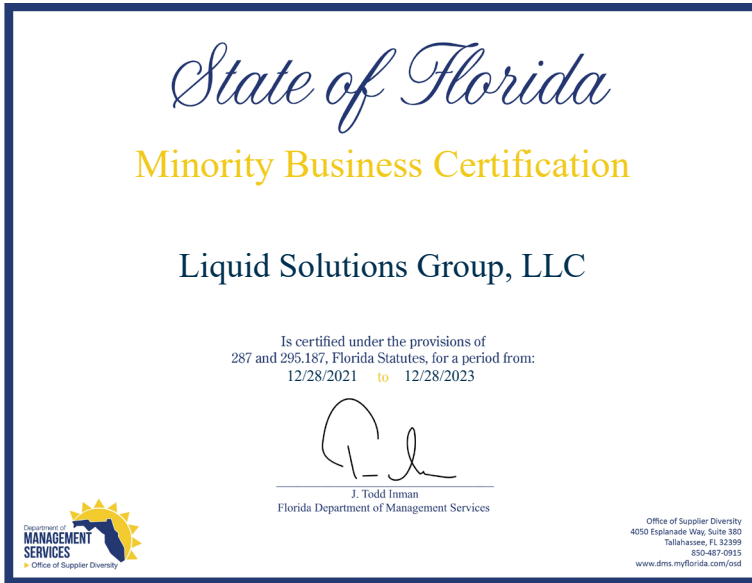 State of Florida
Minority Business Certification
Liquid Solutions Group, LLC
Is certified under the provisions of
287 and 295.187, Florida Statutes, for a period from:
12/28/2021 to 12/28/2023
J. Todd Inman
Florida Department of Management Services
Department of
MANAGEMENT
SERVICES
Office of Supplier Diversity
Office of Supplier Diversity
4050 Esplanade Way, Suite 380
Tallahassee, FL 32399
850-487-0915
www.dms.myflorida.com/osd